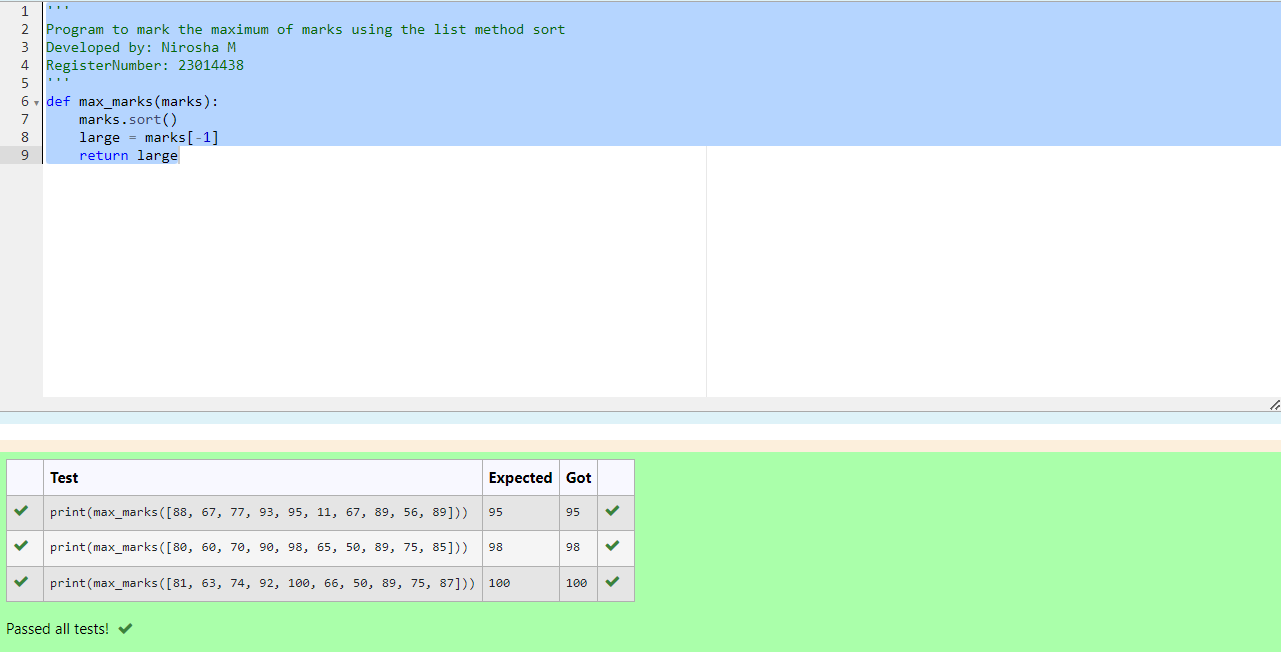 1 '''
2 Program to mark the maximum of marks using the list method sort
3 Developed by: Nirosha M
4 RegisterNumber: 23014438
5 '''
6 def max_marks(marks):
7     marks.sort()
8     large = marks[-1]
9     return large
Test Expected Got
print(max_marks([88, 67, 77, 93, 95, 11, 67, 89, 56, 89])) 95 95
print(max_marks([80, 60, 70, 90, 98, 65, 50, 89, 75, 85])) 98 98
print(max_marks([81, 63, 74, 92, 100, 66, 50, 89, 75, 87])) 100 100
Passed all tests!